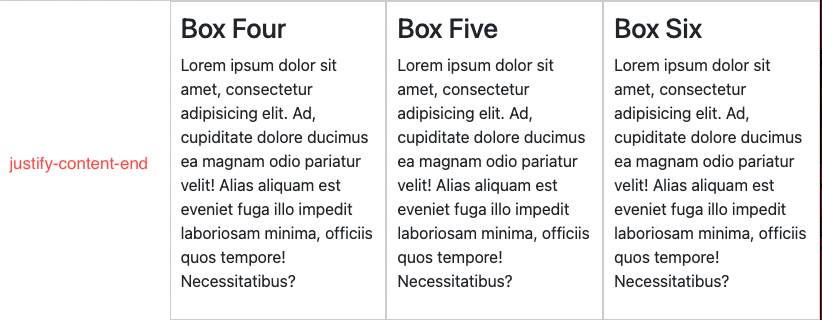 justify-content-end
Box Four
Lorem ipsum dolor sit
amet, consectetur
adipisicing elit. Ad,
cupiditate dolore ducimus
ea magnam odio pariatur
velit! Alias aliquam est
eveniet fuga illo impedit
laboriosam minima, officiis
quos tempore!
Necessitatibus?
Box Five
Lorem ipsum dolor sit
amet, consectetur
adipisicing elit. Ad,
cupiditate dolore ducimus
ea magnam odio pariatur
velit! Alias aliquam est
eveniet fuga illo impedit
laboriosam minima, officiis
quos tempore!
Necessitatibus?
Box Six
Lorem ipsum dolor sit
amet, consectetur
adipisicing elit. Ad,
cupiditate dolore ducimus
ea magnam odio pariatur
velit! Alias aliquam est
eveniet fuga illo impedit
laboriosam minima, officiis
quos tempore!
Necessitatibus?